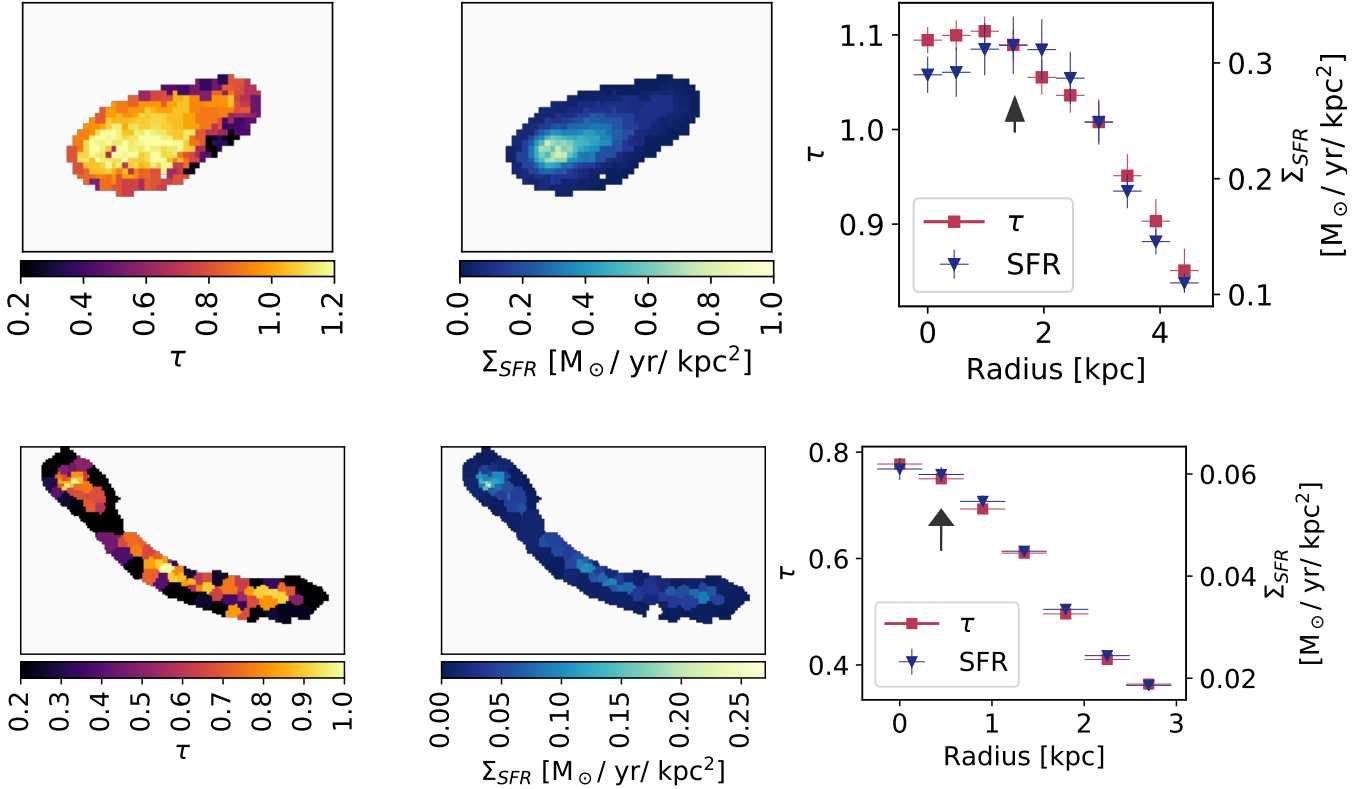 0.2 0.4 0.6 0.8 1.0 1.2
τ
0.0 0.2 0.4 0.6 0.8 1.0
Σ_SFR [M⊙/ yr/ kpc²]
1.1
1.0
0.9
τ
τ
SFR
0.3
0.2
0.1
Σ_SFR
[M⊙/ yr/ kpc²]
0 2 4
Radius [kpc]
0.2 0.3 0.4 0.5 0.6 0.7 0.8 0.9 1.0
τ
0.00 0.05 0.10 0.15 0.20 0.25
Σ_SFR [M⊙/ yr/ kpc²]
0.8
0.6
0.4
τ
τ
SFR
0.06
0.04
0.02
Σ_SFR
[M⊙/ yr/ kpc²]
0 1 2 3
Radius [kpc]